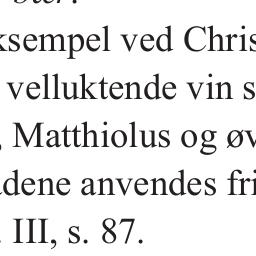 ksempel ved Chris
velluktende vin s
, Matthiolus og øv
dene anvendes fri
. III, s. 87.